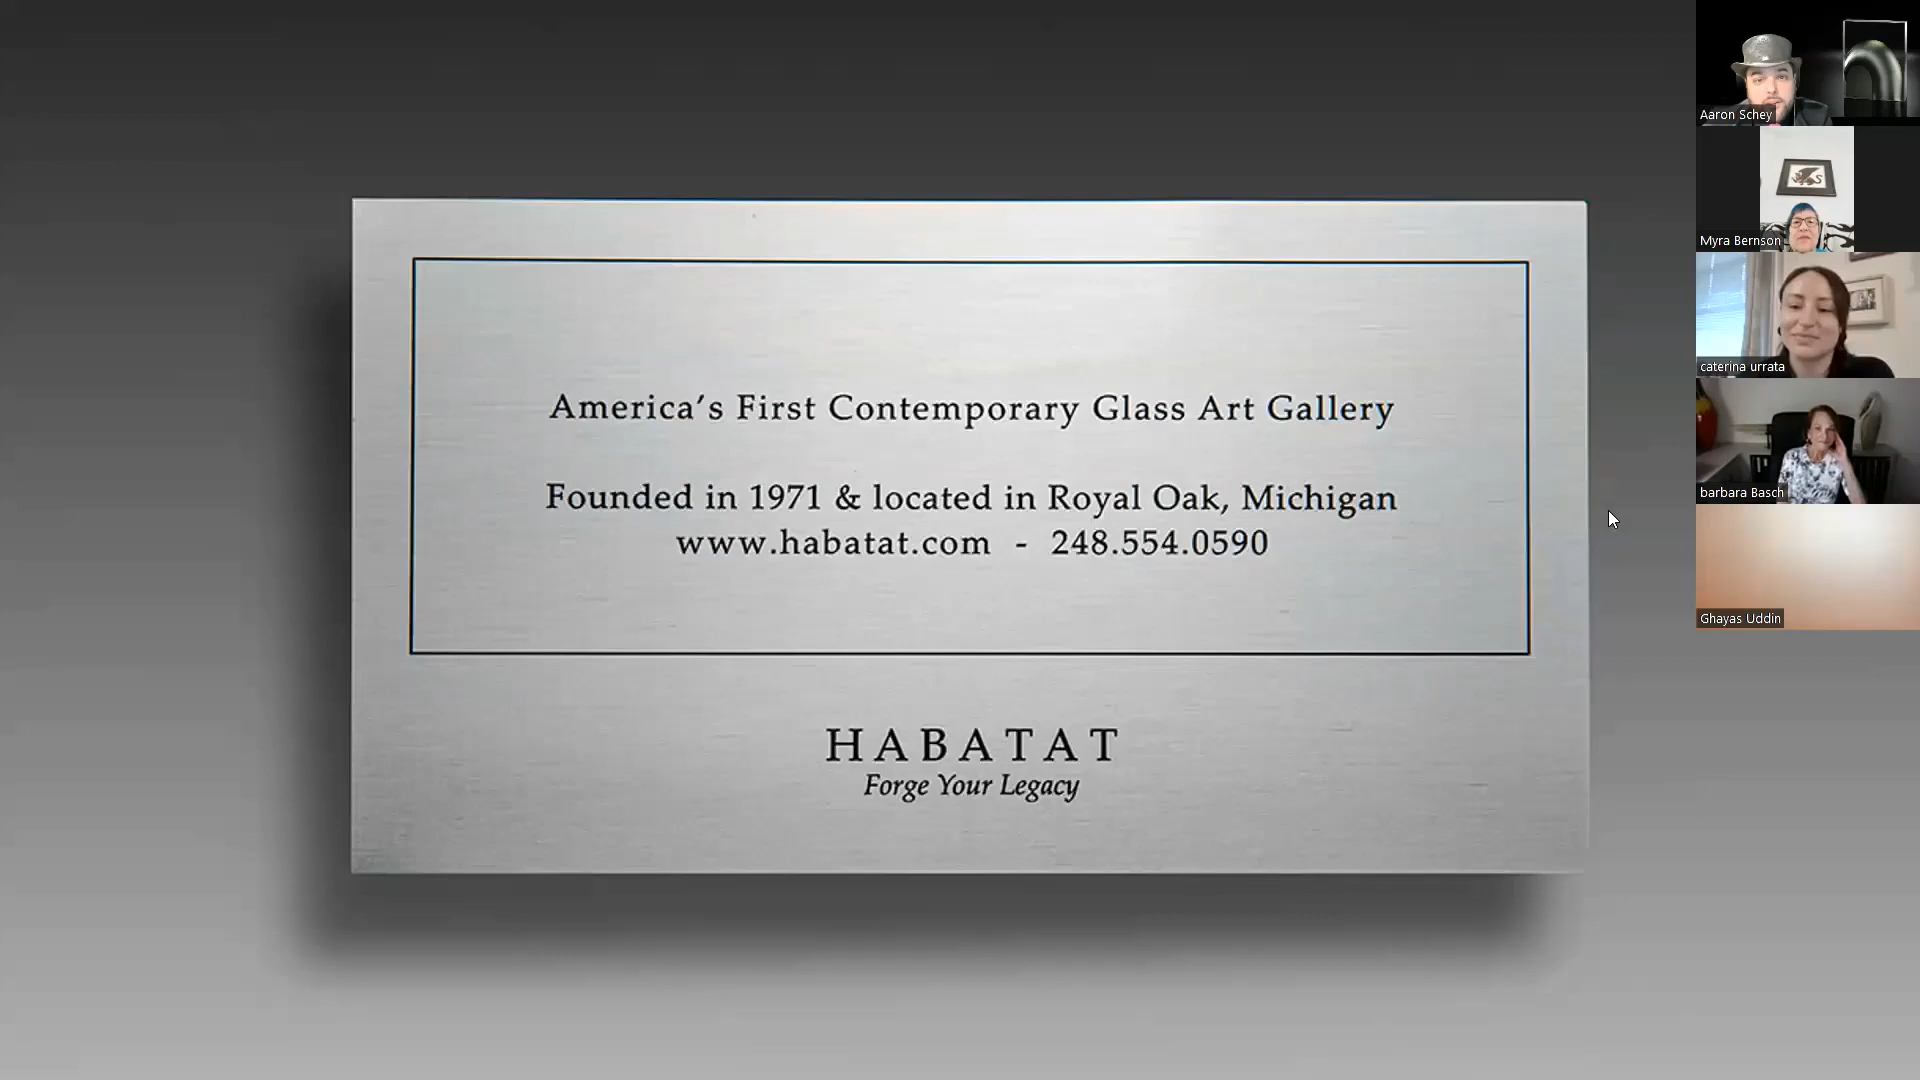 America's First Contemporary Glass Art Gallery
Founded in 1971 & located in Royal Oak, Michigan
www.habatat.com - 248.554.0590
HABATAT
Forge Your Legacy
Aaron Schey
Myra Bernson
caterina urrata
barbara Basch
Ghayas Uddin